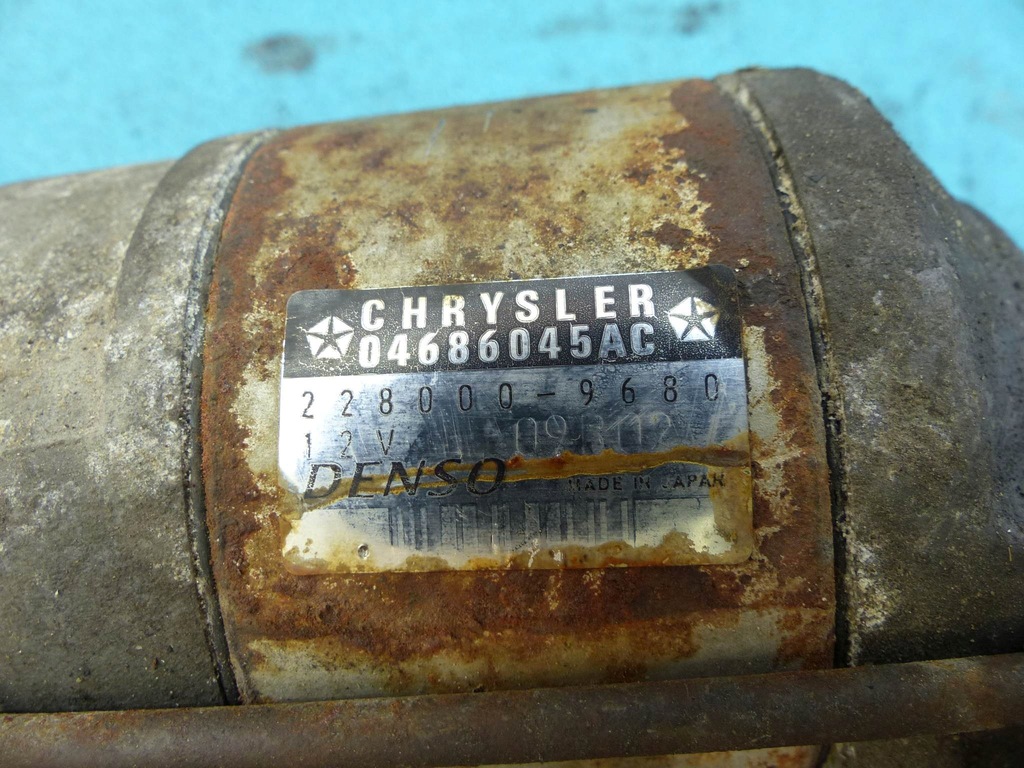 CHRYSLER
04686045AC
228000-9680
12V
DENSO MADE IN JAPAN